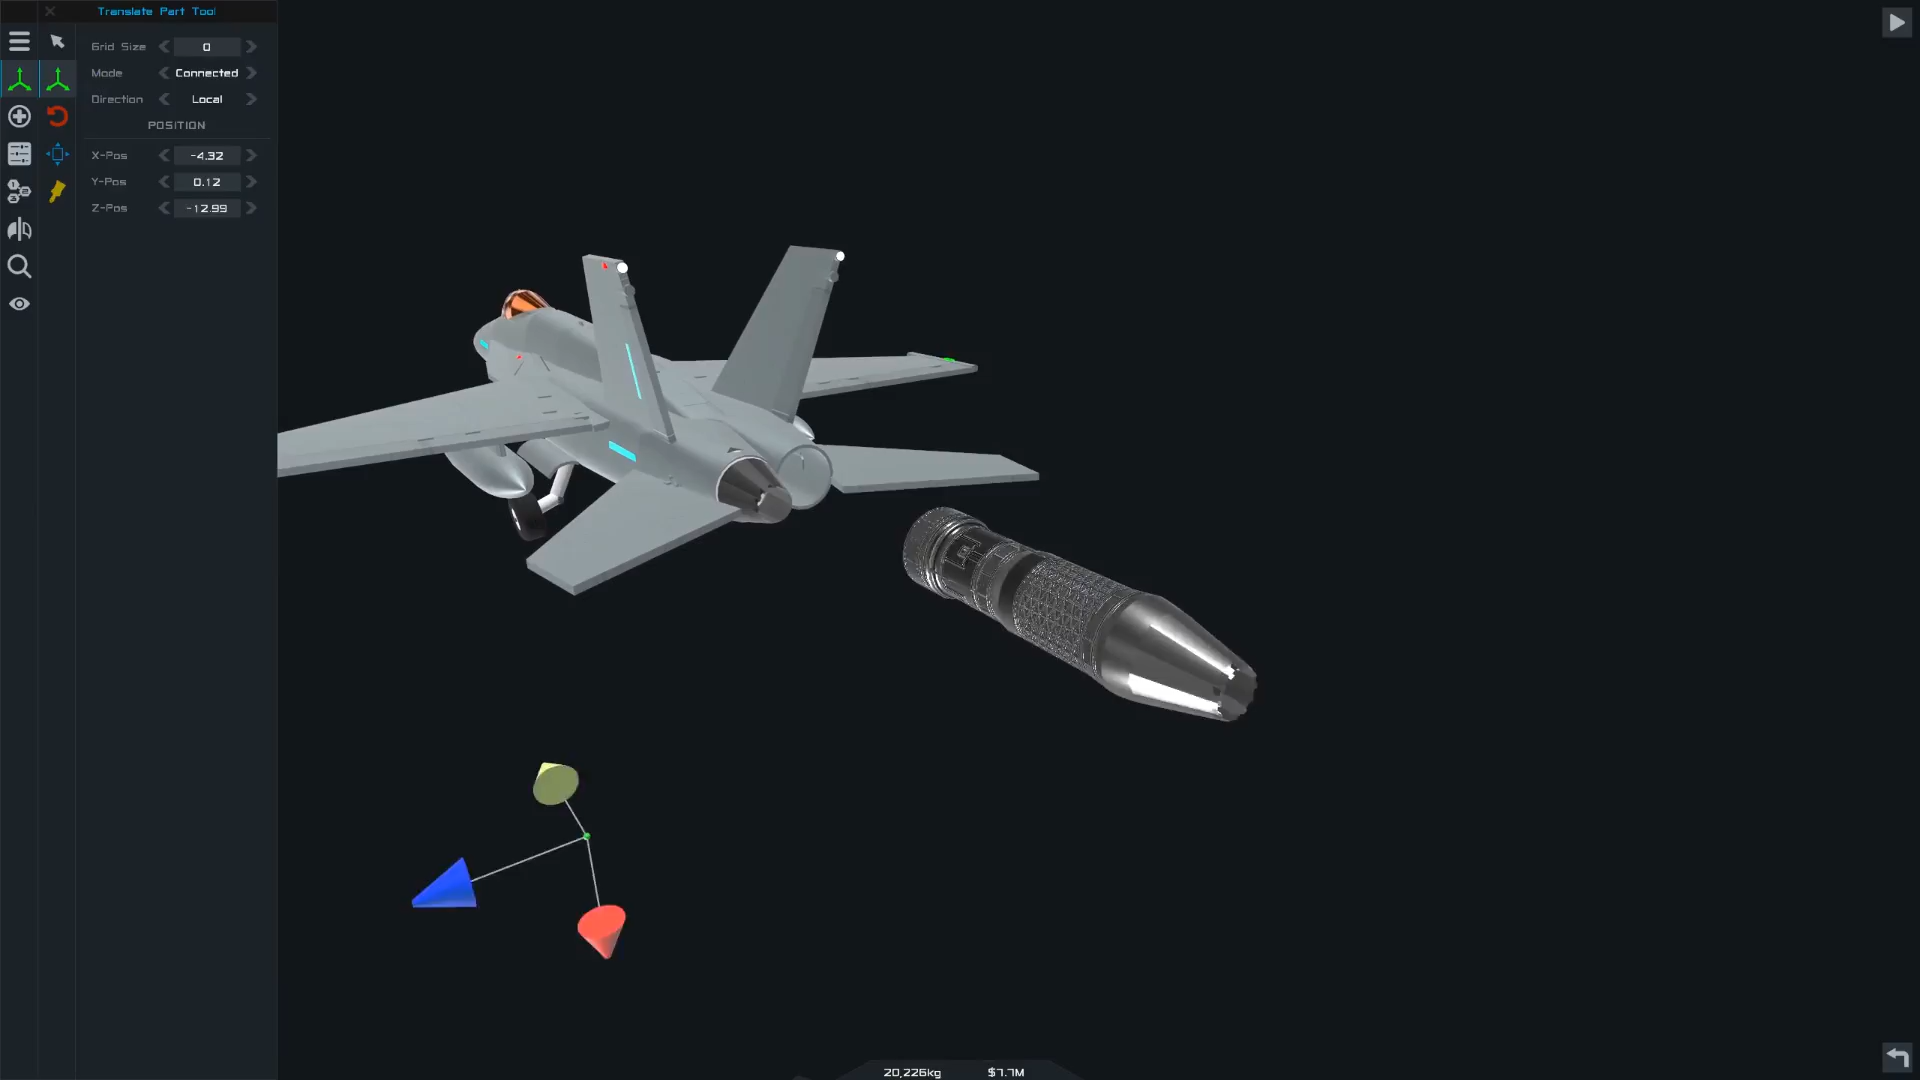 Translate Part Tool
Grid Size 0
Mode Connected
Direction Local
POSITION
X-Pos -4.32
Y-Pos 0.12
Z-Pos -12.99
20,226kg $7.7M